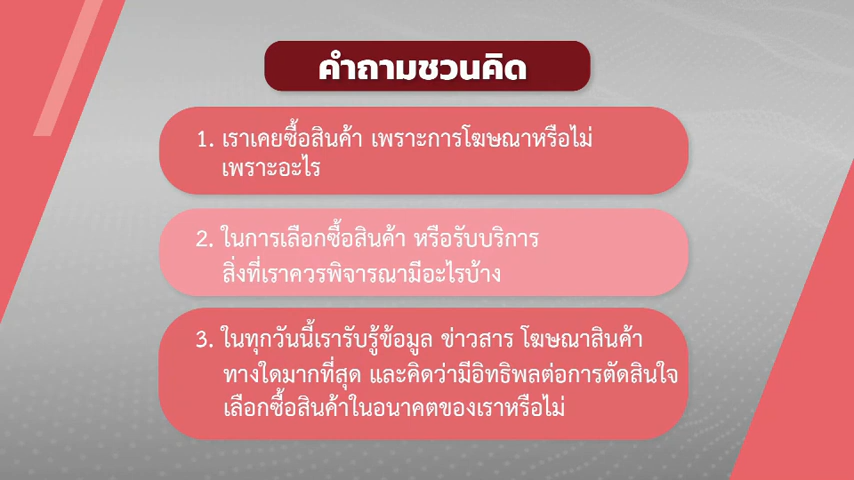 คำถามชวนคิด
1. เราเคยซื้อสินค้า เพราะการโฆษณาหรือไม่
เพราะอะไร
2. ในการเลือกซื้อสินค้า หรือรับบริการ
สิ่งที่เราควรพิจารณามีอะไรบ้าง
3. ในทุกวันนี้เรารับรู้ข้อมูล ข่าวสาร โฆษณาสินค้า
ทางใดมากที่สุด และคิดว่ามีอิทธิพลต่อการตัดสินใจ
เลือกซื้อสินค้าในอนาคตของเราหรือไม่